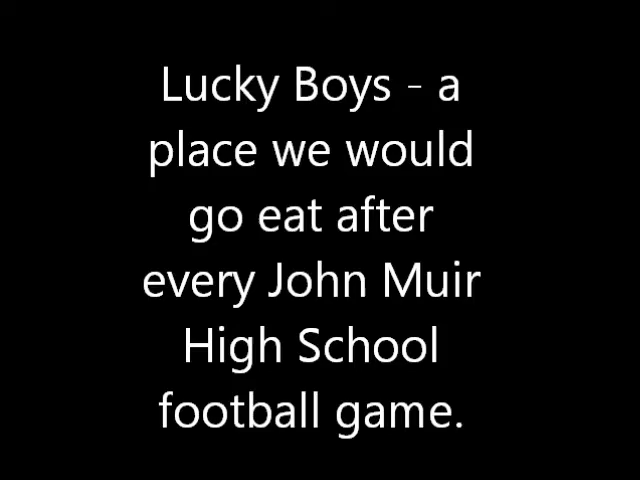 Lucky Boys - a
place we would
go eat after
every John Muir
High School
football game.